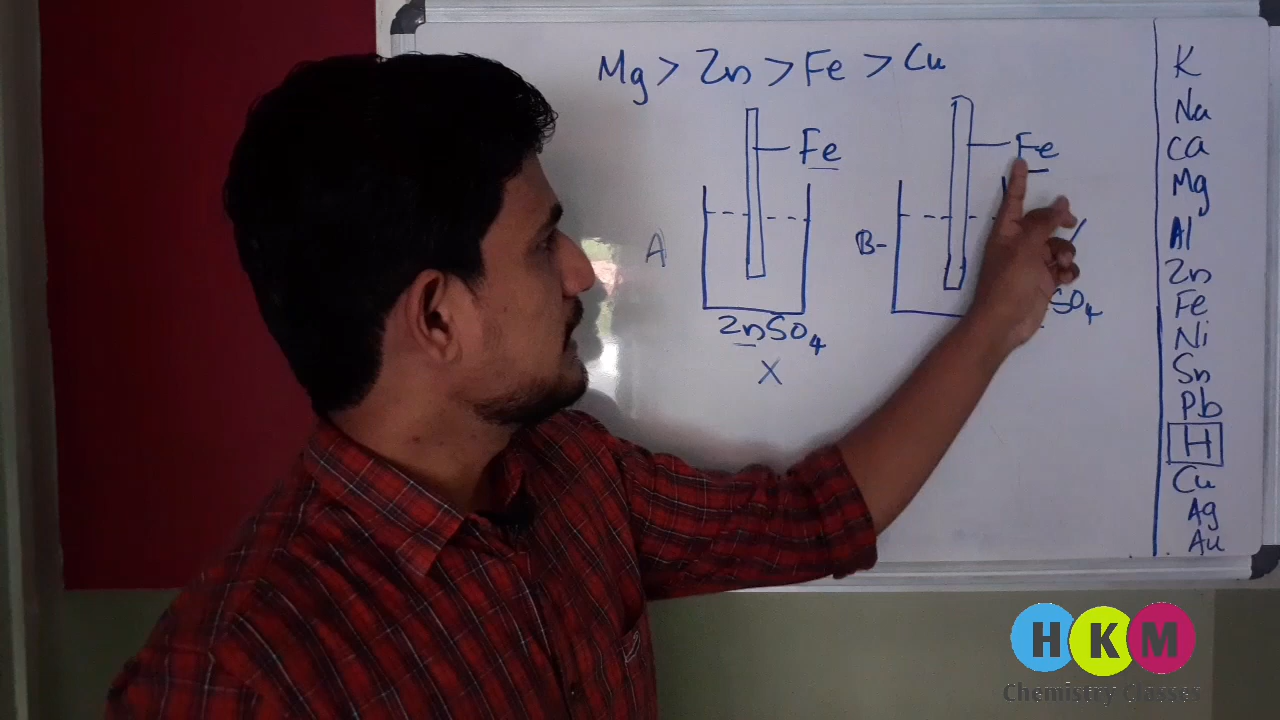 Mg > Zn > Fe > Cu
Fe
A
ZnSO4
X
Fe
B-
SO4
K
Na
Ca
Mg
Al
Zn
Fe
Ni
Sn
Pb
H
Cu
Ag
Au
HKM
Chemistry Classes